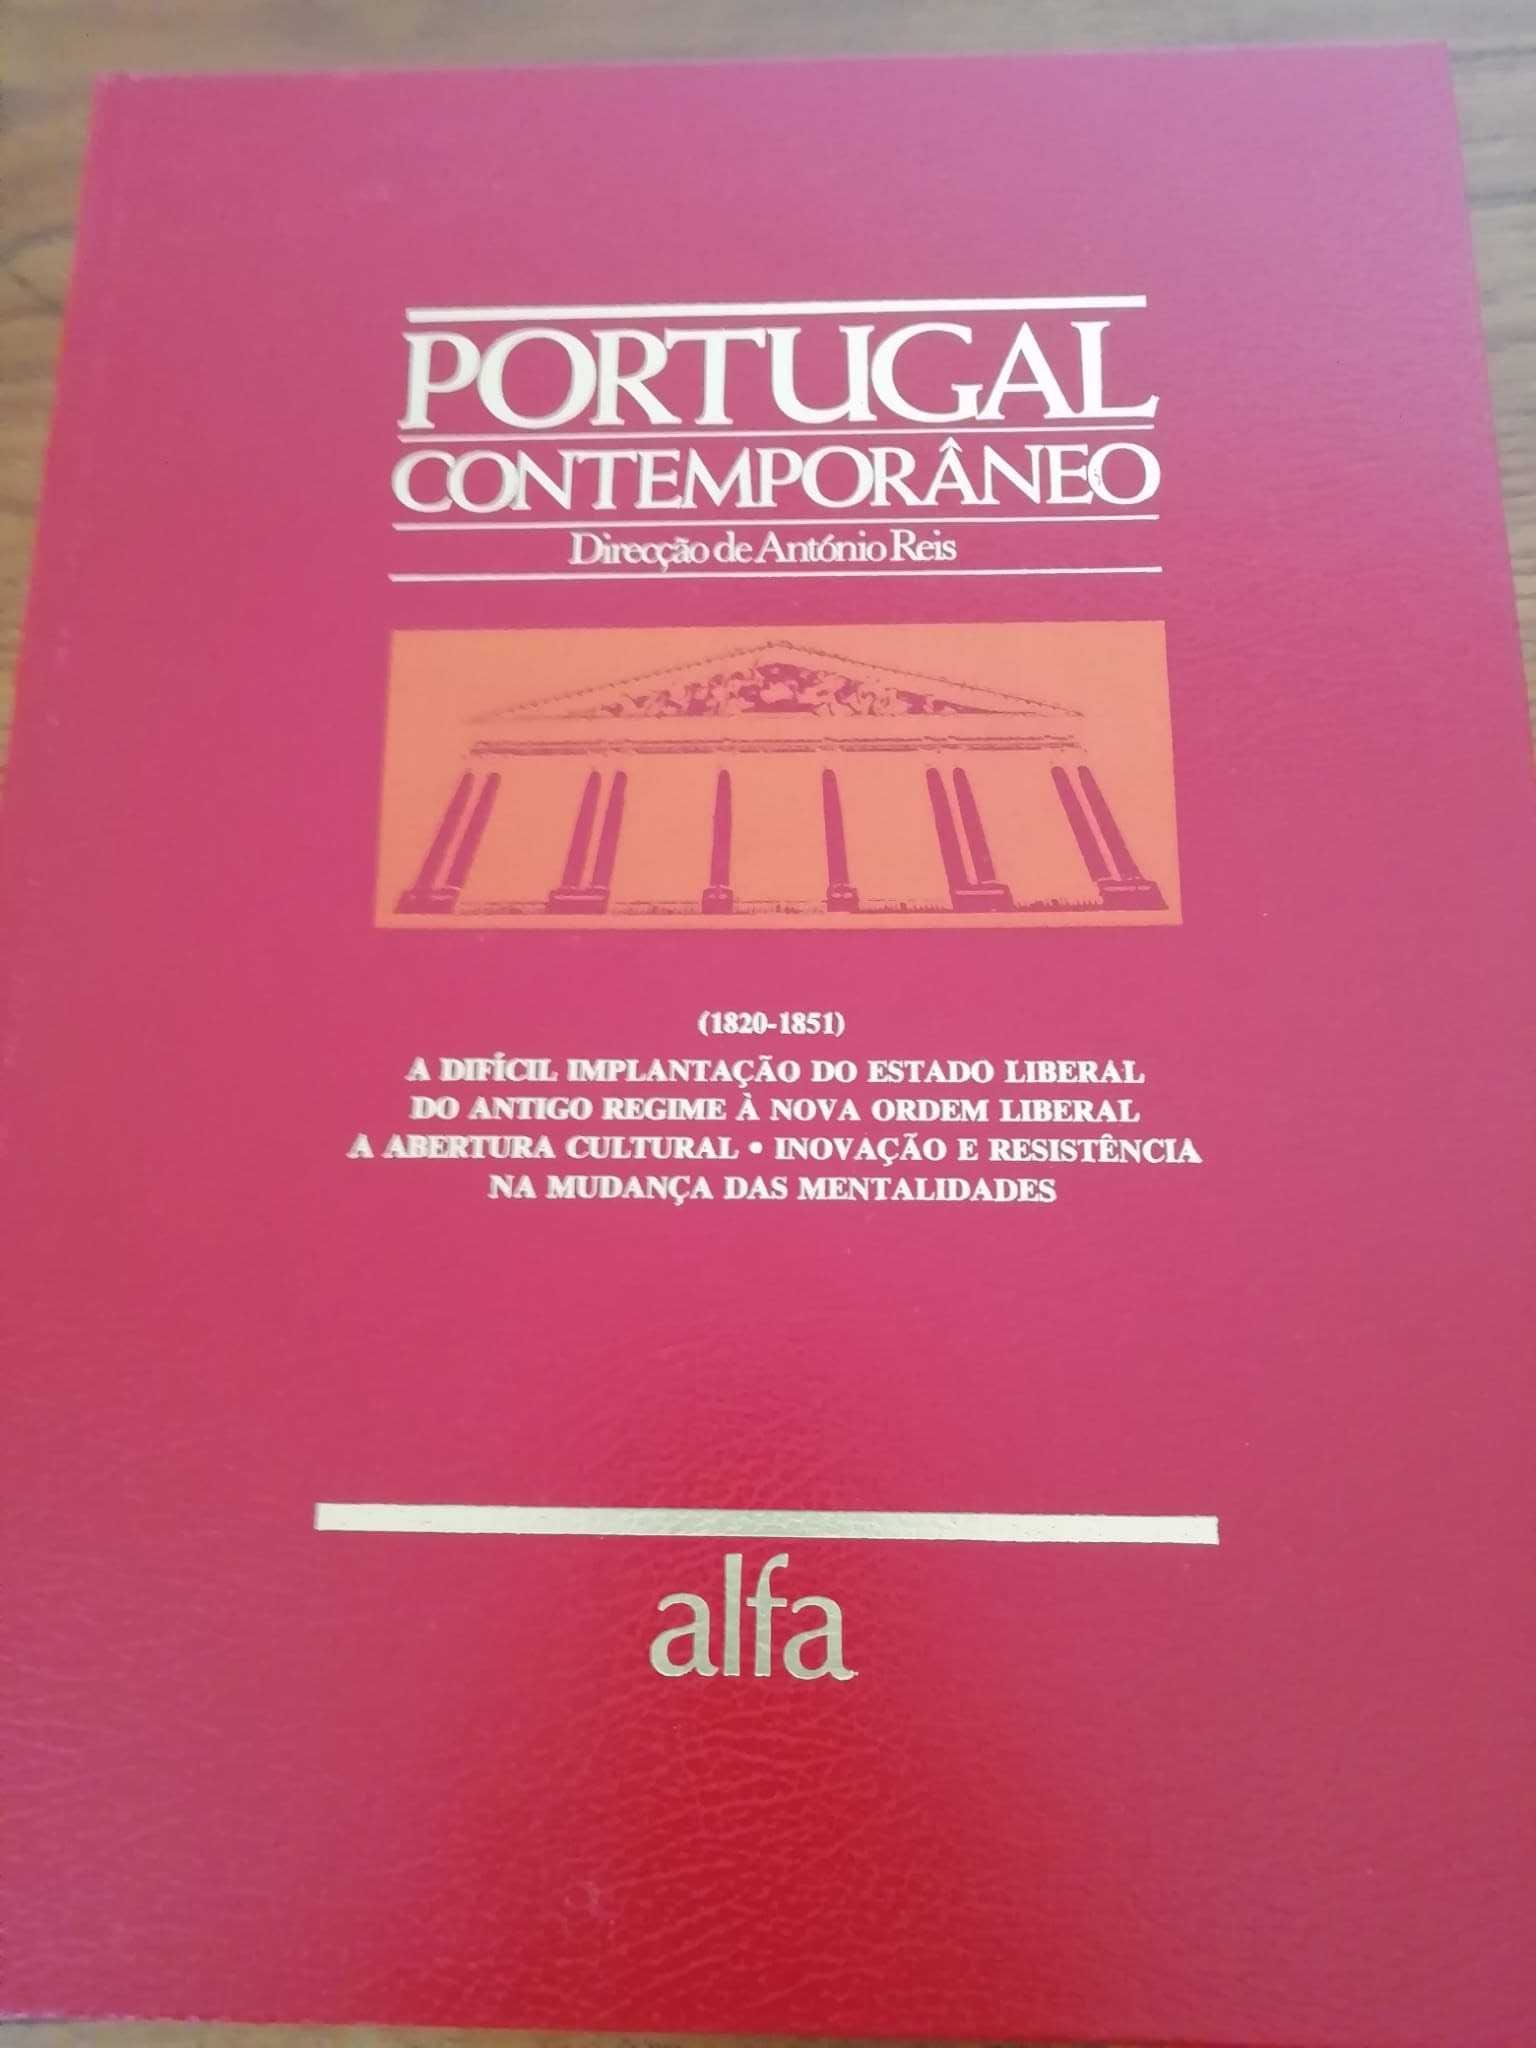 PORTUGAL
CONTEMPORÂNEO
Direcção de António Reis
(1820-1851)
A DIFÍCIL IMPLANTAÇÃO DO ESTADO LIBERAL
DO ANTIGO REGIME À NOVA ORDEM LIBERAL
A ABERTURA CULTURAL • INOVAÇÃO E RESISTÊNCIA
NA MUDANÇA DAS MENTALIDADES
alfa